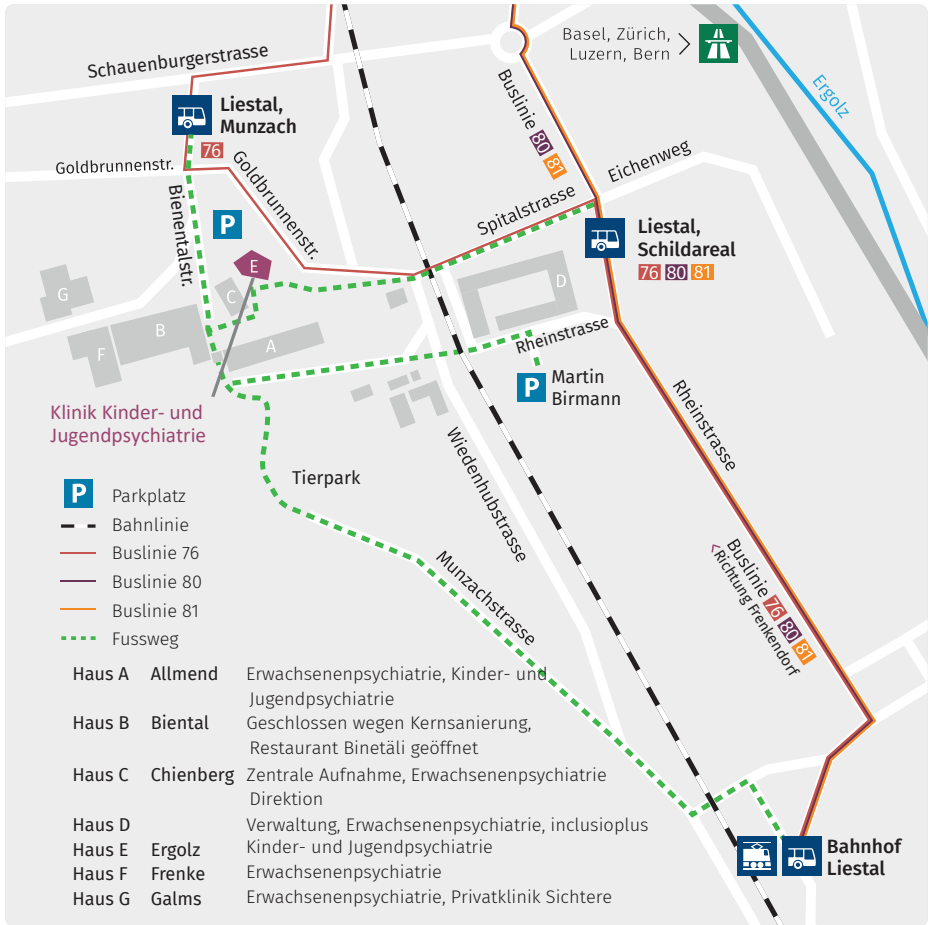 Basel, Zürich,
Luzern, Bern
Schauenburgerstrasse
Ergolz
Buslinie 80 81
Liestal,
Munzach
76
Goldbrunnenstr.
Goldbrunnenstr.
Bienentalstr.
P
Eichenweg
Spitalstrasse
Liestal,
Schildareal
76 80 81
E
G
C
D
B
F
A
Rheinstrasse
P
Martin
Birmann
Klinik Kinder- und
Jugendpsychiatrie
Rheinstrasse
Wiedenhubstrasse
Tierpark
P Parkplatz
Bahnlinie
Buslinie 76
Buslinie 80
Buslinie 81
Fussweg
Munzachstrasse
Buslinie 76 80 81
<Richtung Frenkendorf
Haus A Allmend Erwachsenenpsychiatrie, Kinder- und
Jugendpsychiatrie
Haus B Biental Geschlossen wegen Kernsanierung,
Restaurant Binetäli geöffnet
Haus C Chienberg Zentrale Aufnahme, Erwachsenenpsychiatrie
Direktion
Haus D Verwaltung, Erwachsenenpsychiatrie, inclusioplus
Haus E Ergolz Kinder- und Jugendpsychiatrie
Haus F Frenke Erwachsenenpsychiatrie
Haus G Galms Erwachsenenpsychiatrie, Privatklinik Sichtere
Bahnhof
Liestal